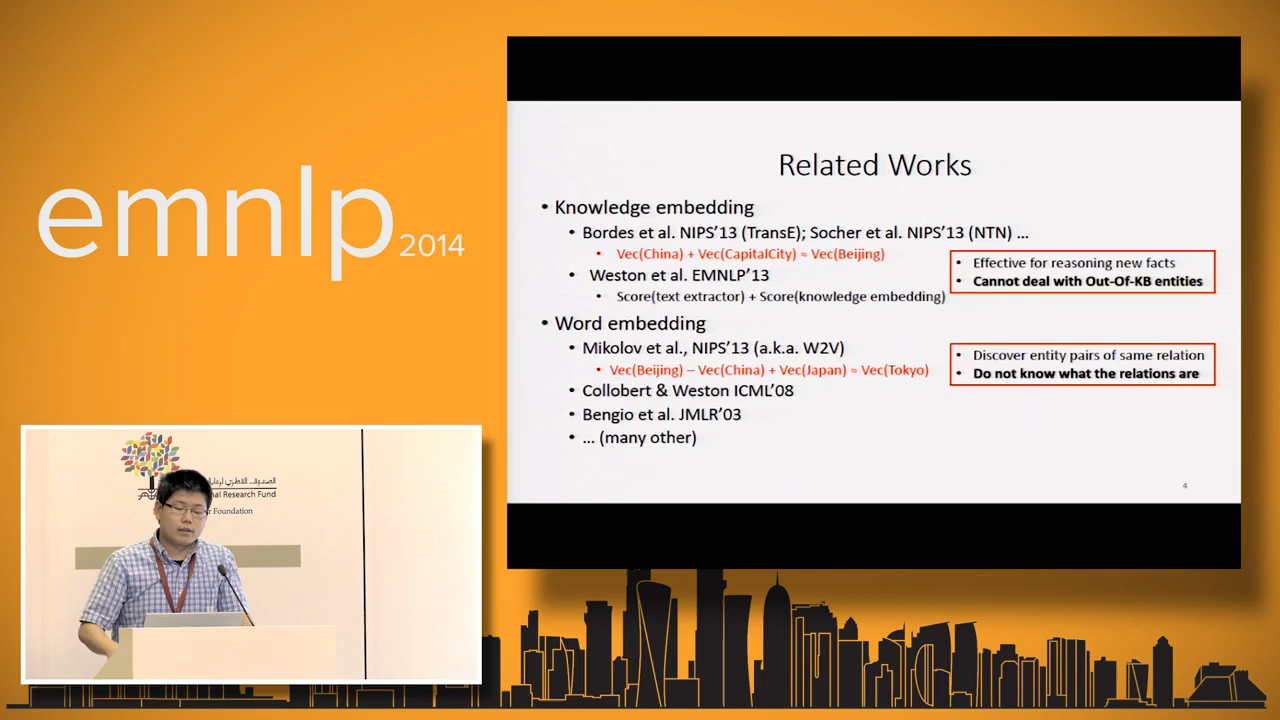 emnlp 2014
Related Works
• Knowledge embedding
• Bordes et al. NIPS'13 (TransE); Socher et al. NIPS'13 (NTN) ...
• Vec(China) + Vec(CapitalCity) ≈ Vec(Beijing)
• Weston et al. EMNLP'13
• Score(text extractor) + Score(knowledge embedding)
• Effective for reasoning new facts
• Cannot deal with Out-Of-KB entities
• Word embedding
• Mikolov et al., NIPS'13 (a.k.a. W2V)
• Vec(Beijing) – Vec(China) + Vec(Japan) ≈ Vec(Tokyo)
• Collobert & Weston ICML'08
• Bengio et al. JMLR'03
• ... (many other)
• Discover entity pairs of same relation
• Do not know what the relations are
4
Research Fund
Foundation